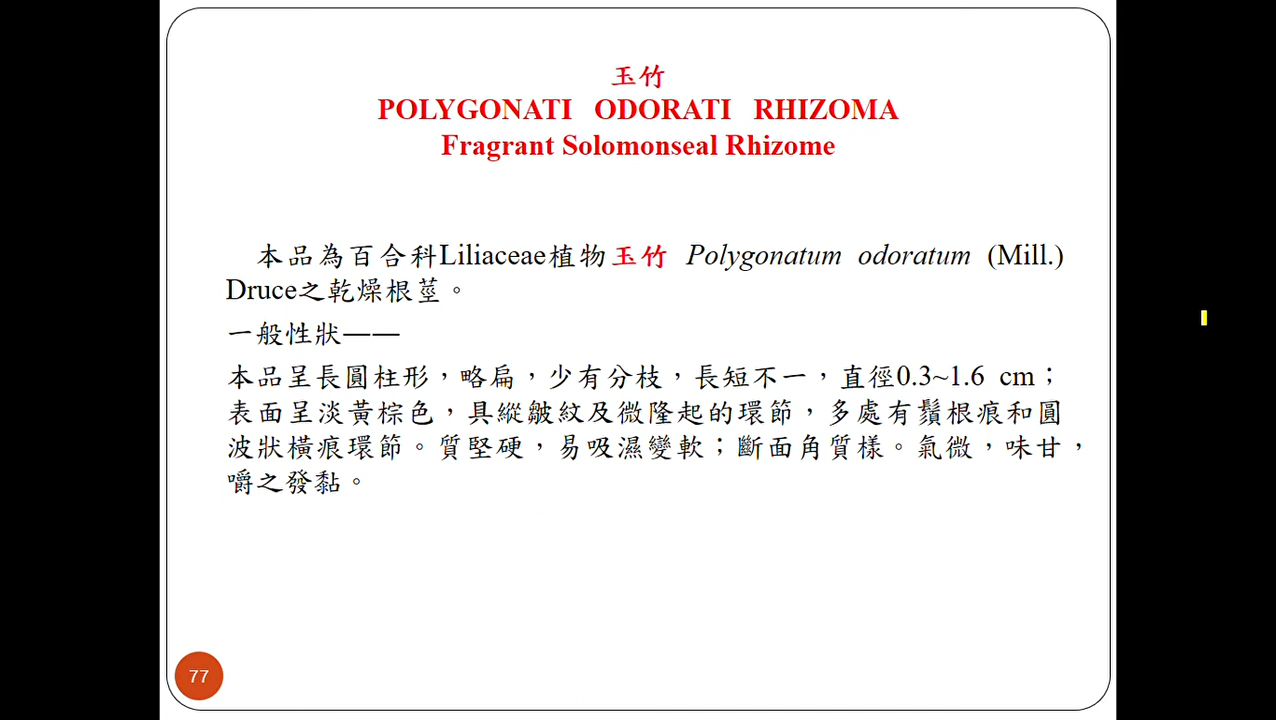 玉竹
POLYGONATI ODORATI RHIZOMA
Fragrant Solomonseal Rhizome
本品為百合科Liliaceae植物玉竹 Polygonatum odoratum (Mill.)
Druce之乾燥根莖。
一般性狀——
本品呈長圓柱形，略扁，少有分枝，長短不一，直徑0.3~1.6 cm；
表面呈淡黃棕色，具縱皺紋及微隆起的環節，多處有鬚根痕和圓
波狀橫痕環節。質堅硬，易吸濕變軟；斷面角質樣。氣微，味甘，
嚼之發黏。
77